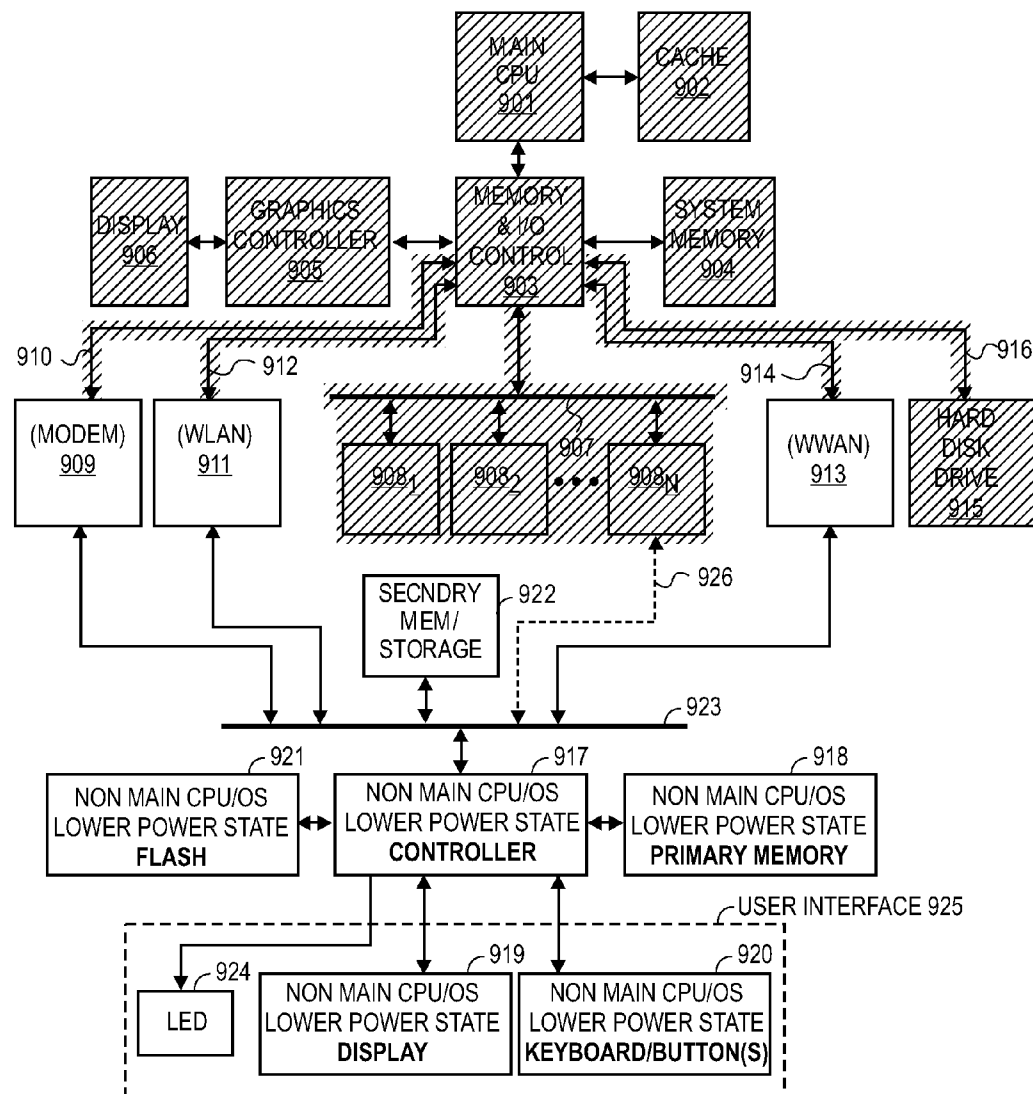 MAIN
CPU
901
CACHE
902
DISPLAY
906
GRAPHICS
CONTROLLER
905
MEMORY
& I/O
CONTROL
903
SYSTEM
MEMORY
904
910
912
914
916
(MODEM)
909
(WLAN)
911
907
908₁
908₂
908N
(WWAN)
913
HARD
DISK
DRIVE
915
926
SECNDRY
MEM/
STORAGE
922
923
921
NON MAIN CPU/OS
LOWER POWER STATE
FLASH
917
NON MAIN CPU/OS
LOWER POWER STATE
CONTROLLER
918
NON MAIN CPU/OS
LOWER POWER STATE
PRIMARY MEMORY
USER INTERFACE 925
924
LED
919
NON MAIN CPU/OS
LOWER POWER STATE
DISPLAY
920
NON MAIN CPU/OS
LOWER POWER STATE
KEYBOARD/BUTTON(S)